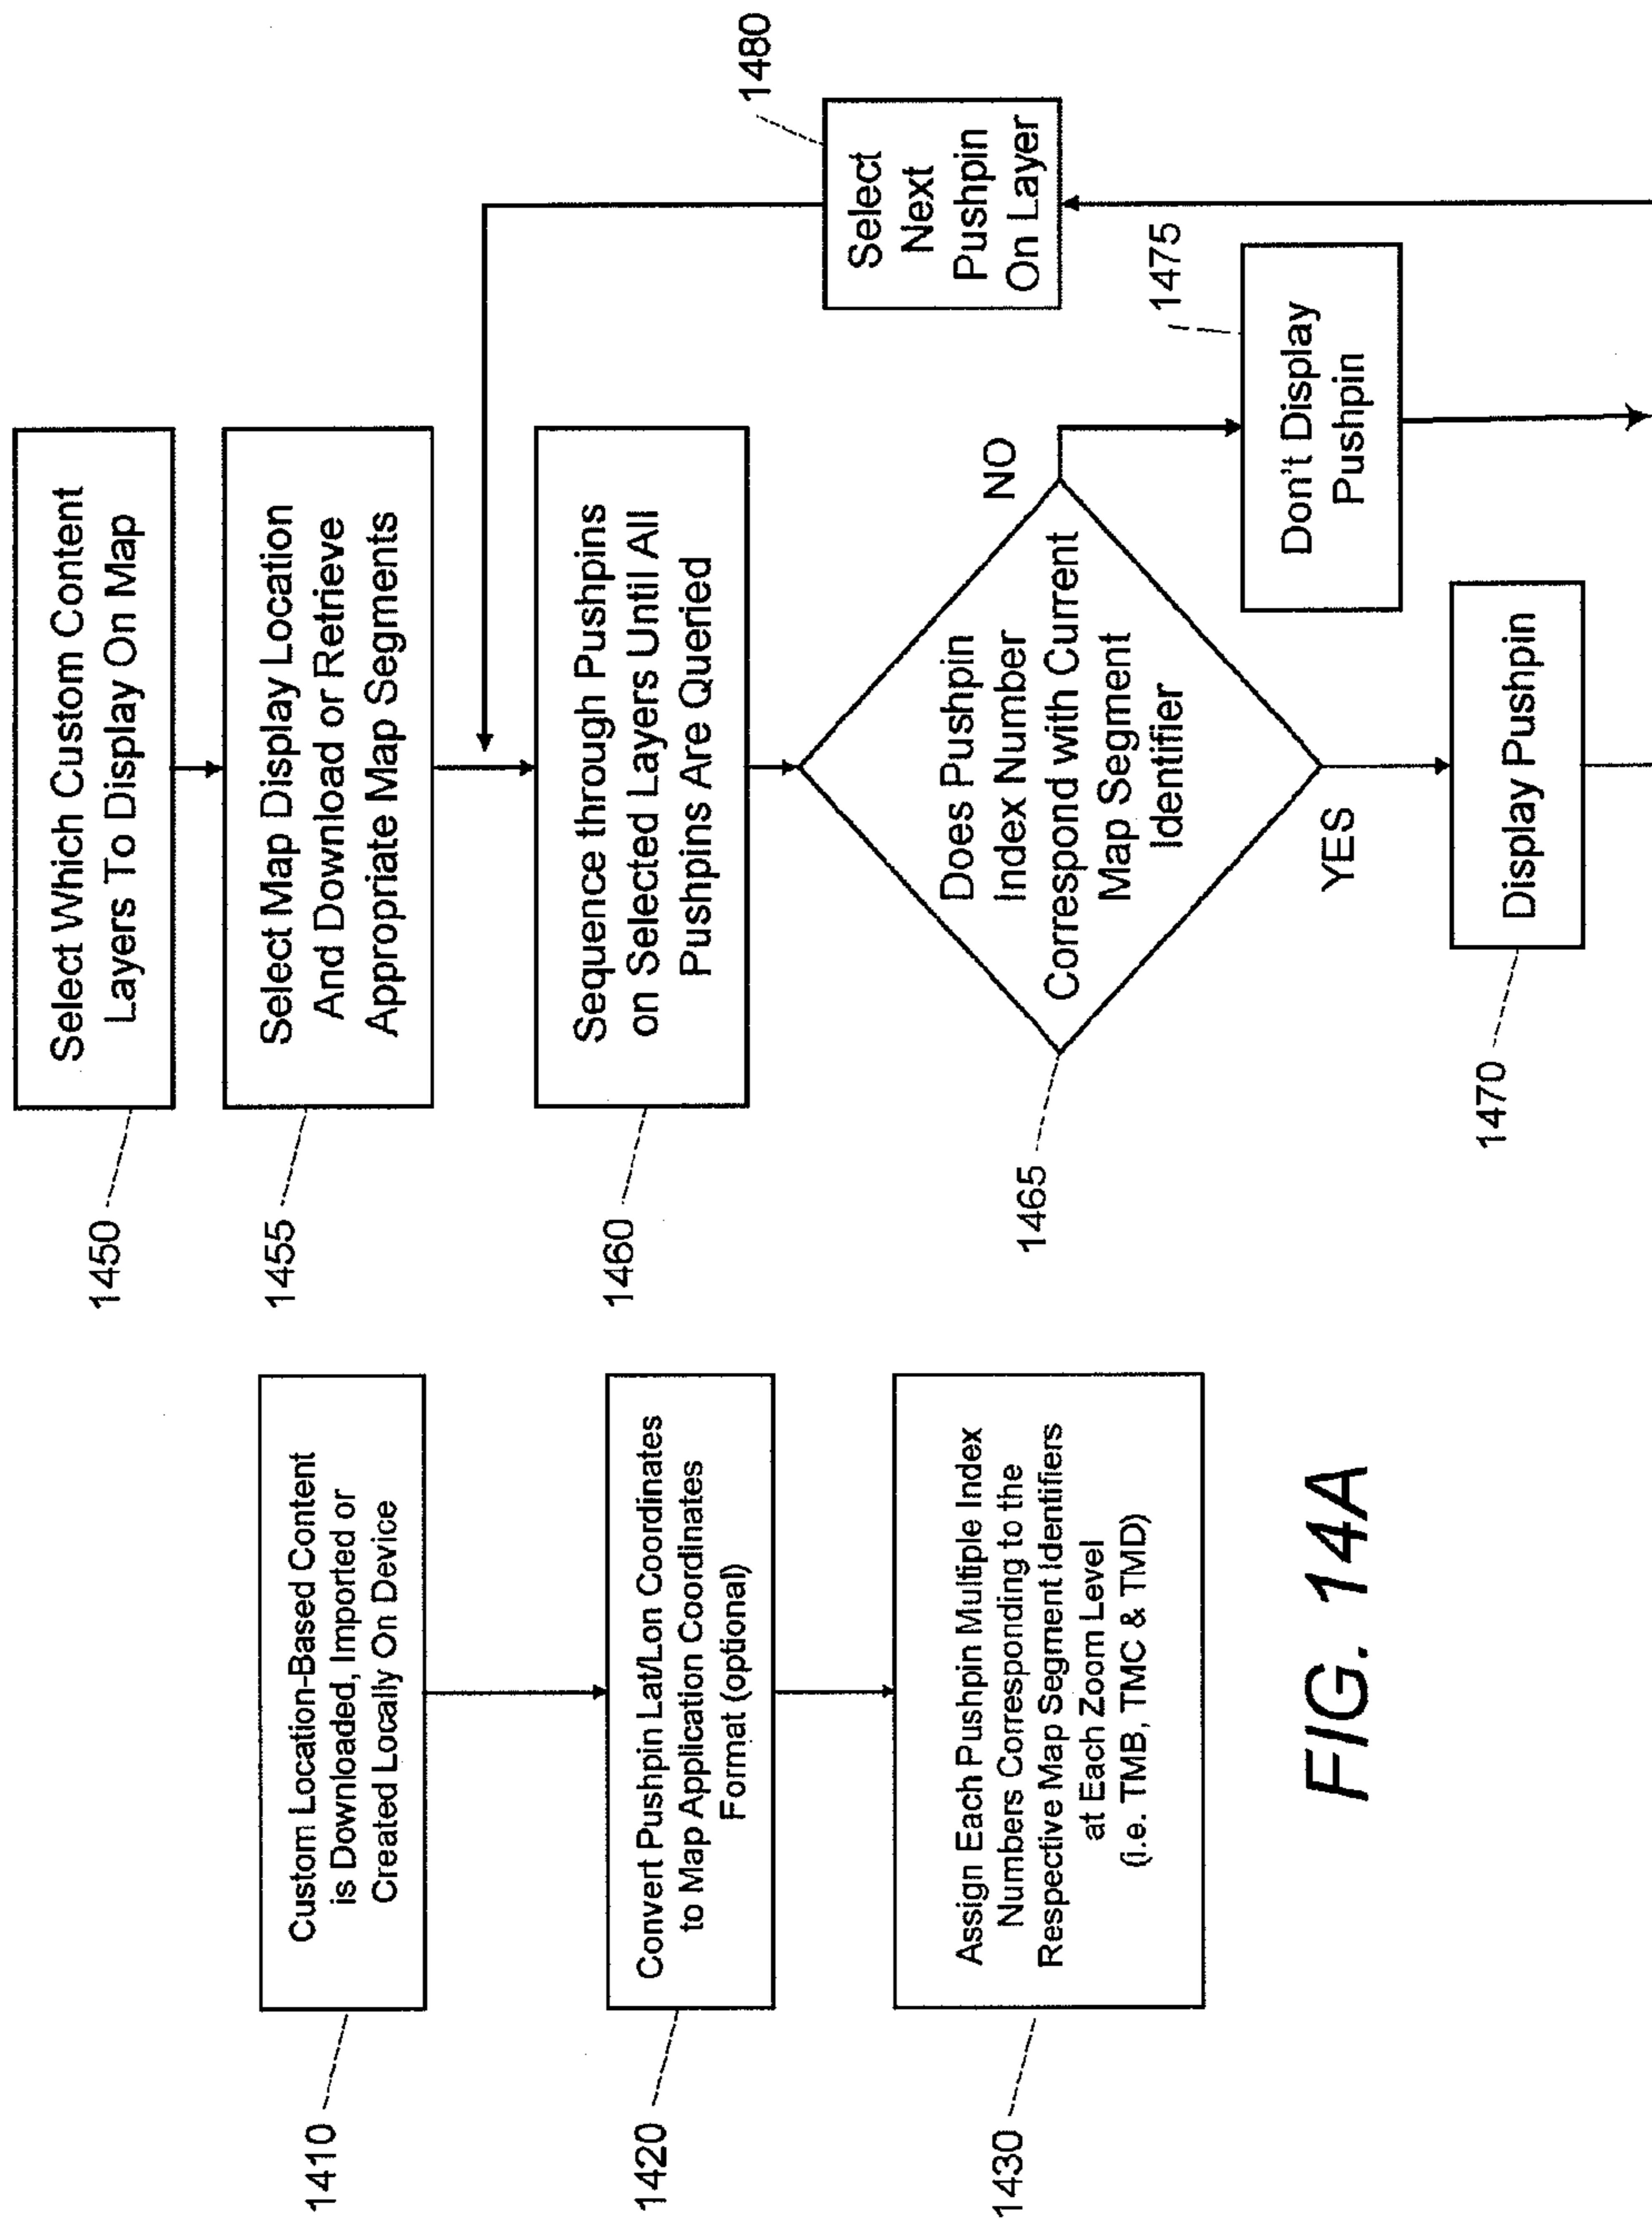 1410
Custom Location-Based Content
is Downloaded, Imported or
Created Locally On Device
1420
Convert Pushpin Lat/Lon Coordinates
to Map Application Coordinates
Format (optional)
1430
Assign Each Pushpin Multiple Index
Numbers Corresponding to the
Respective Map Segment Identifiers
at Each Zoom Level
(i.e. TMB, TMC & TMD)
1450
Select Which Custom Content
Layers To Display On Map
1455
Select Map Display Location
And Download or Retrieve
Appropriate Map Segments
1460
Sequence through Pushpins
on Selected Layers Until All
Pushpins Are Queried
1465
Does Pushpin
Index Number
Correspond with Current
Map Segment
Identifier
NO
YES
1470
Display Pushpin
1475
Don't Display
Pushpin
1480
Select
Next
Pushpin
On Layer
FIG. 14A